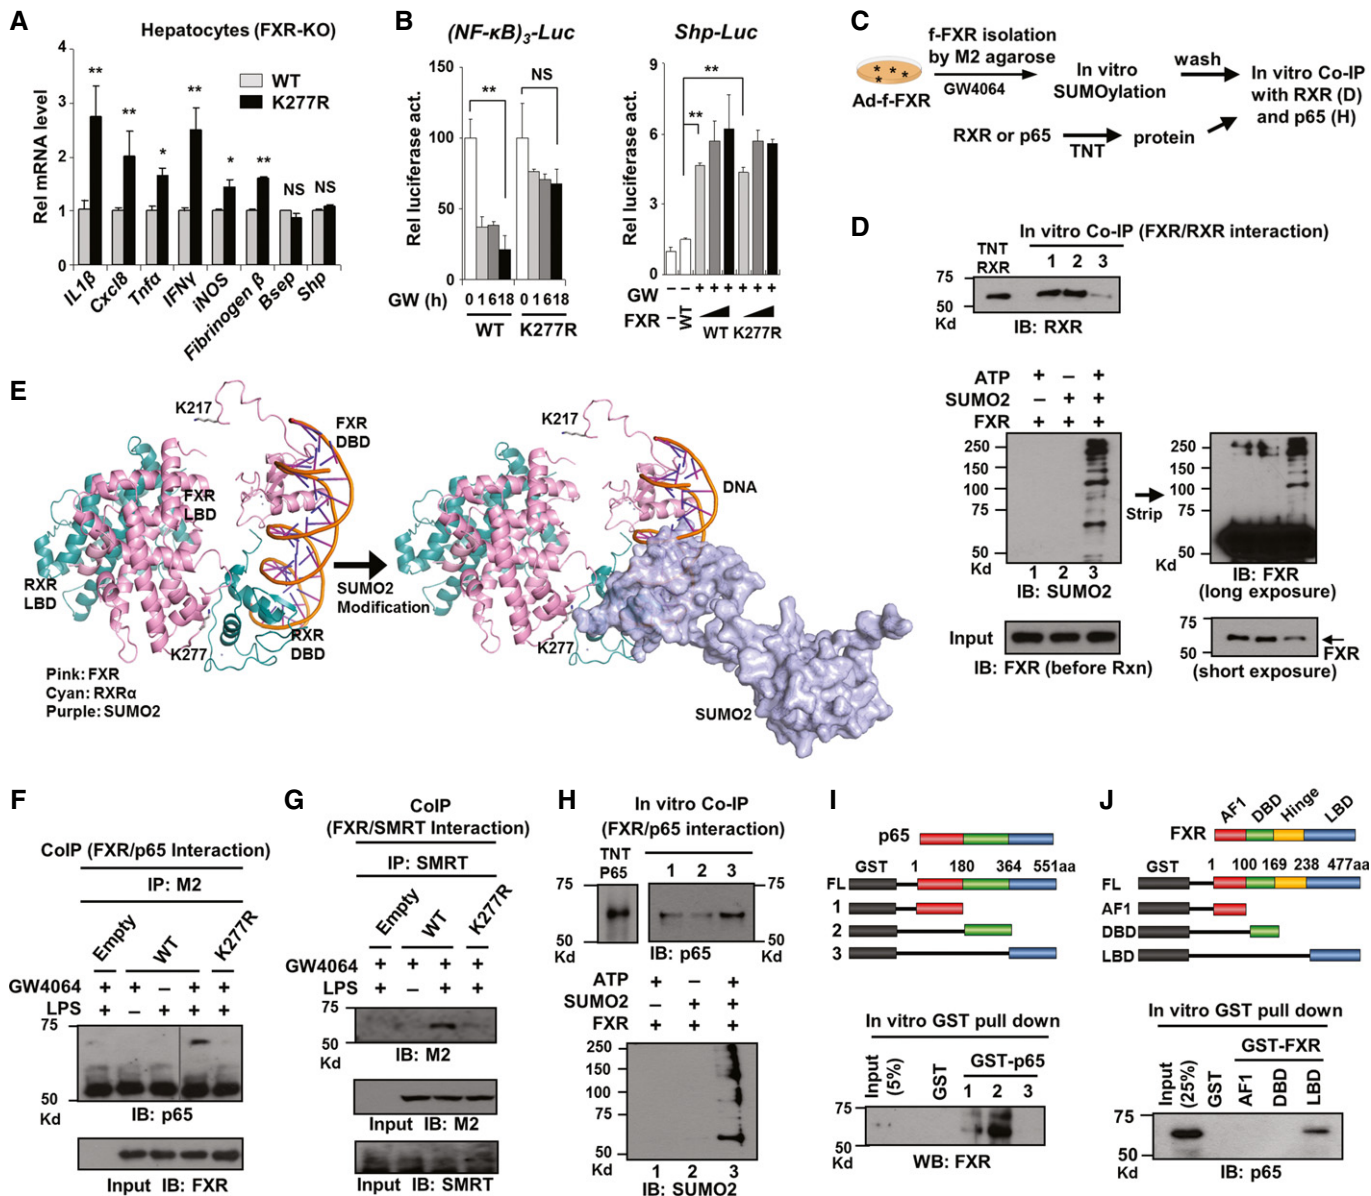 A
Hepatocytes (FXR-KO)
WT
K277R
Rel mRNA level
4
3
2
1
0
** ** * ** * ** NS NS
IL1β Cxcl8 Tnfα IFNγ iNOS Fibrinogen β Bsep Shp
B
(NF-κB)3-Luc
Rel luciferase act.
150
100
50
0
** NS
GW (h) 0 1 6 18 0 1 6 18
WT K277R
Shp-Luc
Rel luciferase act.
9
6
3
0
** **
GW – – + + + + + +
FXR – WT WT K277R
C
f-FXR isolation
by M2 agarose
GW4064
Ad-f-FXR
In vitro
SUMOylation
wash
In vitro Co-IP
with RXR (D)
and p65 (H)
RXR or p65
TNT
protein
D
In vitro Co-IP (FXR/RXR interaction)
TNT
RXR
1 2 3
75
50
Kd
IB: RXR
ATP + – +
SUMO2 – + +
FXR + + +
250
150
100
75
50
Kd
1 2 3
IB: SUMO2
Strip
250
150
100
75
50
Kd
IB: FXR
(long exposure)
Input
IB: FXR (before Rxn)
75
50
FXR
(short exposure)
E
K217
FXR
DBD
FXR
LBD
RXR
LBD
RXR
DBD
K277
Pink: FXR
Cyan: RXRα
Purple: SUMO2
SUMO2
Modification
K217
DNA
K277
SUMO2
F
CoIP (FXR/p65 Interaction)
IP: M2
Empty WT K277R
GW4064 + + – + +
LPS + – + + +
75
50
Kd
IB: p65
Input IB: FXR
G
CoIP
(FXR/SMRT Interaction)
IP: SMRT
Empty WT K277R
GW4064 + + + +
LPS + – + +
75
50
Kd
IB: M2
Input IB: M2
Input IB: SMRT
H
In vitro Co-IP
(FXR/p65 interaction)
TNT
P65
1 2 3
75
50
Kd
75
50
Kd
IB: p65
ATP + – +
SUMO2 – + +
FXR + + +
250
150
100
75
50
Kd
1 2 3
IB: SUMO2
I
p65
GST 1 180 364 551aa
FL
1
2
3
In vitro GST pull down
Input
(5%)
GST
GST-p65
1 2 3
75
50
Kd
WB: FXR
J
AF1 DBD Hinge LBD
FXR
GST 1 100 169 238 477aa
FL
AF1
DBD
LBD
In vitro GST pull down
GST-FXR
Input
(25%)
GST
AF1
DBD
LBD
75
50
Kd
IB: p65